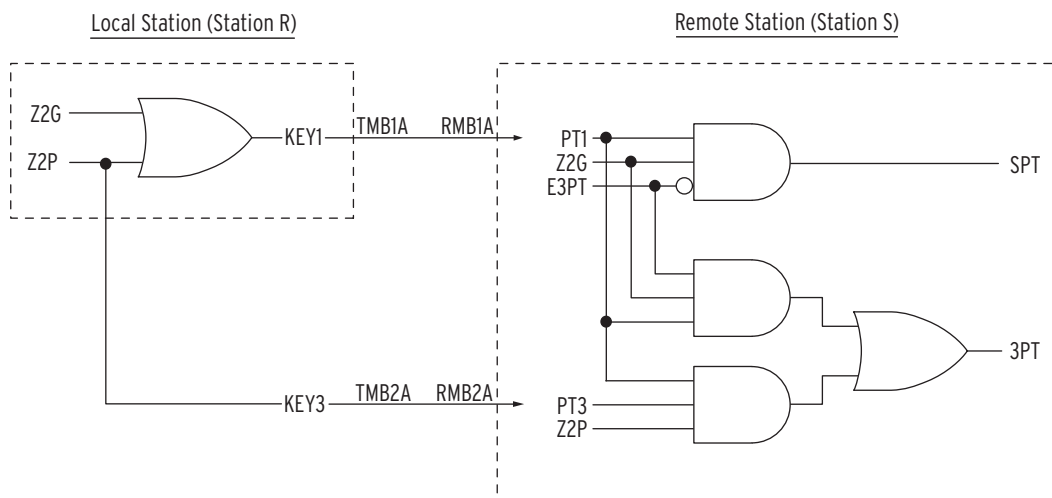 Local Station (Station R)
Remote Station (Station S)
Z2G
Z2P
KEY1
TMB1A
RMB1A
PT1
Z2G
E3PT
SPT
3PT
KEY3
TMB2A
RMB2A
PT3
Z2P